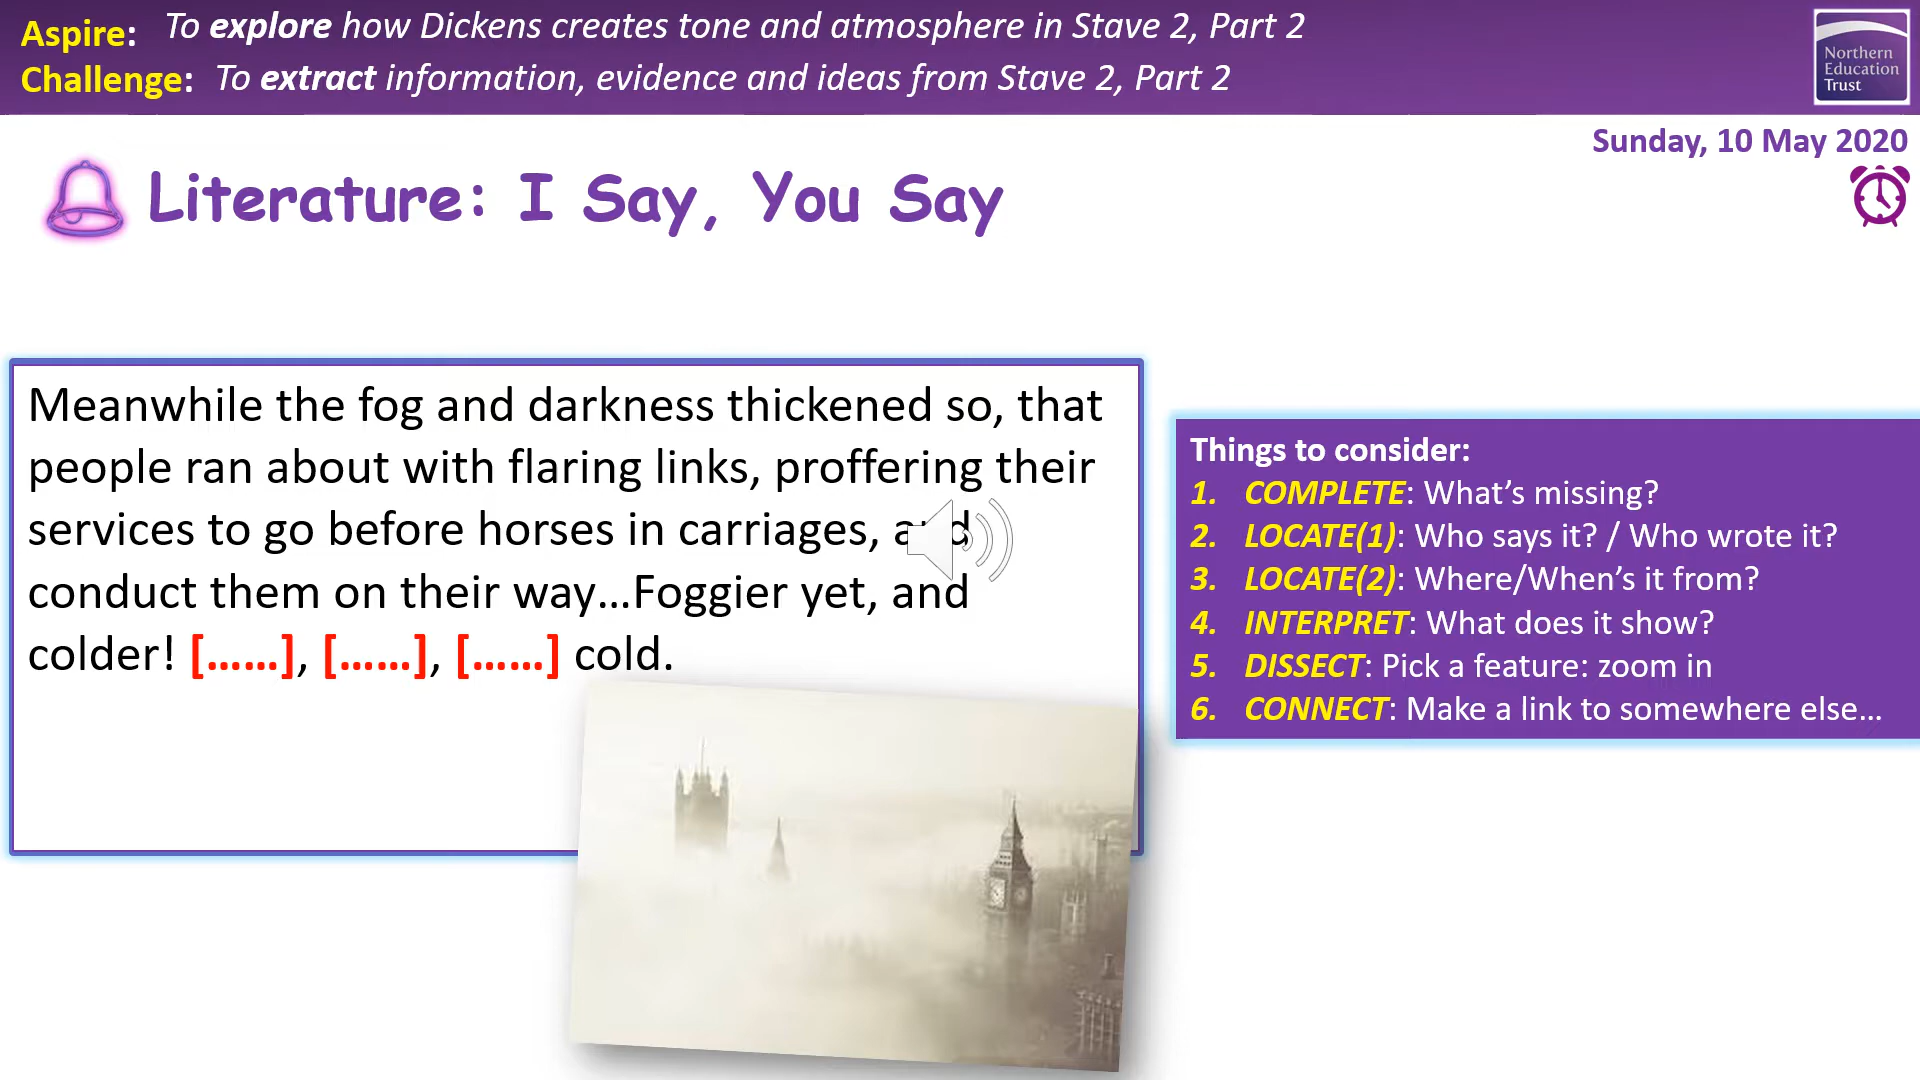 Aspire: To explore how Dickens creates tone and atmosphere in Stave 2, Part 2
Challenge: To extract information, evidence and ideas from Stave 2, Part 2
Northern
Education
Trust
Sunday, 10 May 2020
Literature: I Say, You Say
Meanwhile the fog and darkness thickened so, that
people ran about with flaring links, proffering their
services to go before horses in carriages, and
conduct them on their way…Foggier yet, and
colder! [……], [……], [……] cold.
Things to consider:
1. COMPLETE: What’s missing?
2. LOCATE(1): Who says it? / Who wrote it?
3. LOCATE(2): Where/When’s it from?
4. INTERPRET: What does it show?
5. DISSECT: Pick a feature: zoom in
6. CONNECT: Make a link to somewhere else…